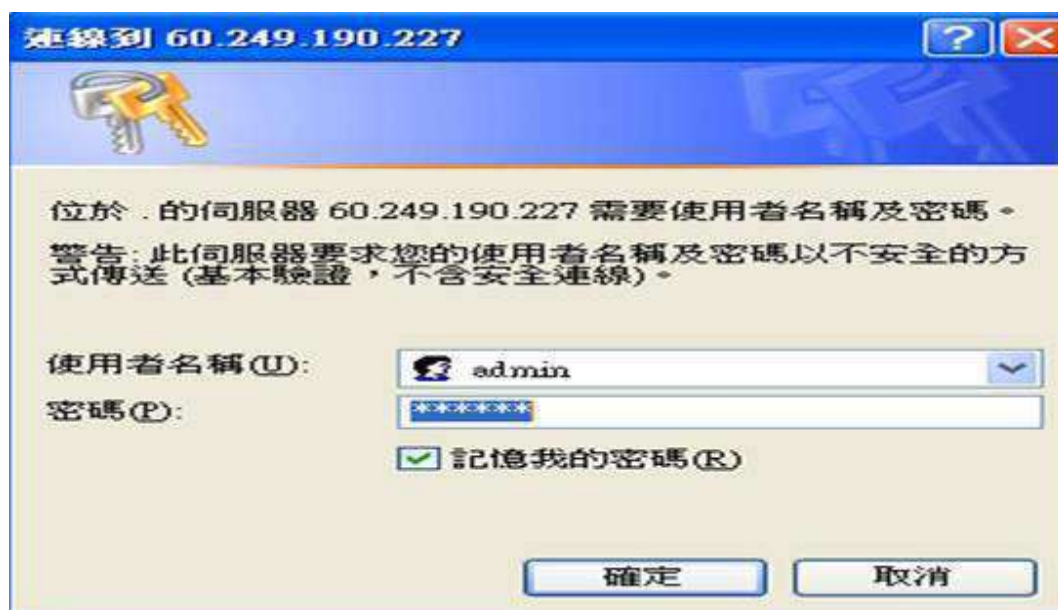 連線到 60.249.190.227
位於 . 的伺服器 60.249.190.227 需要使用者名稱及密碼。
警告: 此伺服器要求您的使用者名稱及密碼以不安全的方
式傳送 (基本驗證，不含安全連線)。
使用者名稱(U): admin
密碼(P): ******
記憶我的密碼(R)
確定 取消